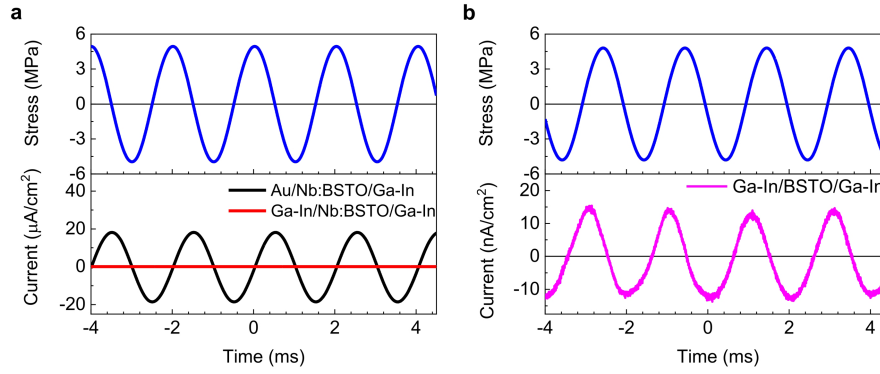 a
6
3
0
-3
-6
Stress (MPa)
40
20
0
-20
Current (μA/cm²)
Au/Nb:BSTO/Ga-In
Ga-In/Nb:BSTO/Ga-In
-4 -2 0 2 4
Time (ms)
b
6
3
0
-3
-6
Stress (MPa)
20
15
10
5
0
-10
Current (nA/cm²)
Ga-In/BSTO/Ga-In
-4 -2 0 2 4
Time (ms)